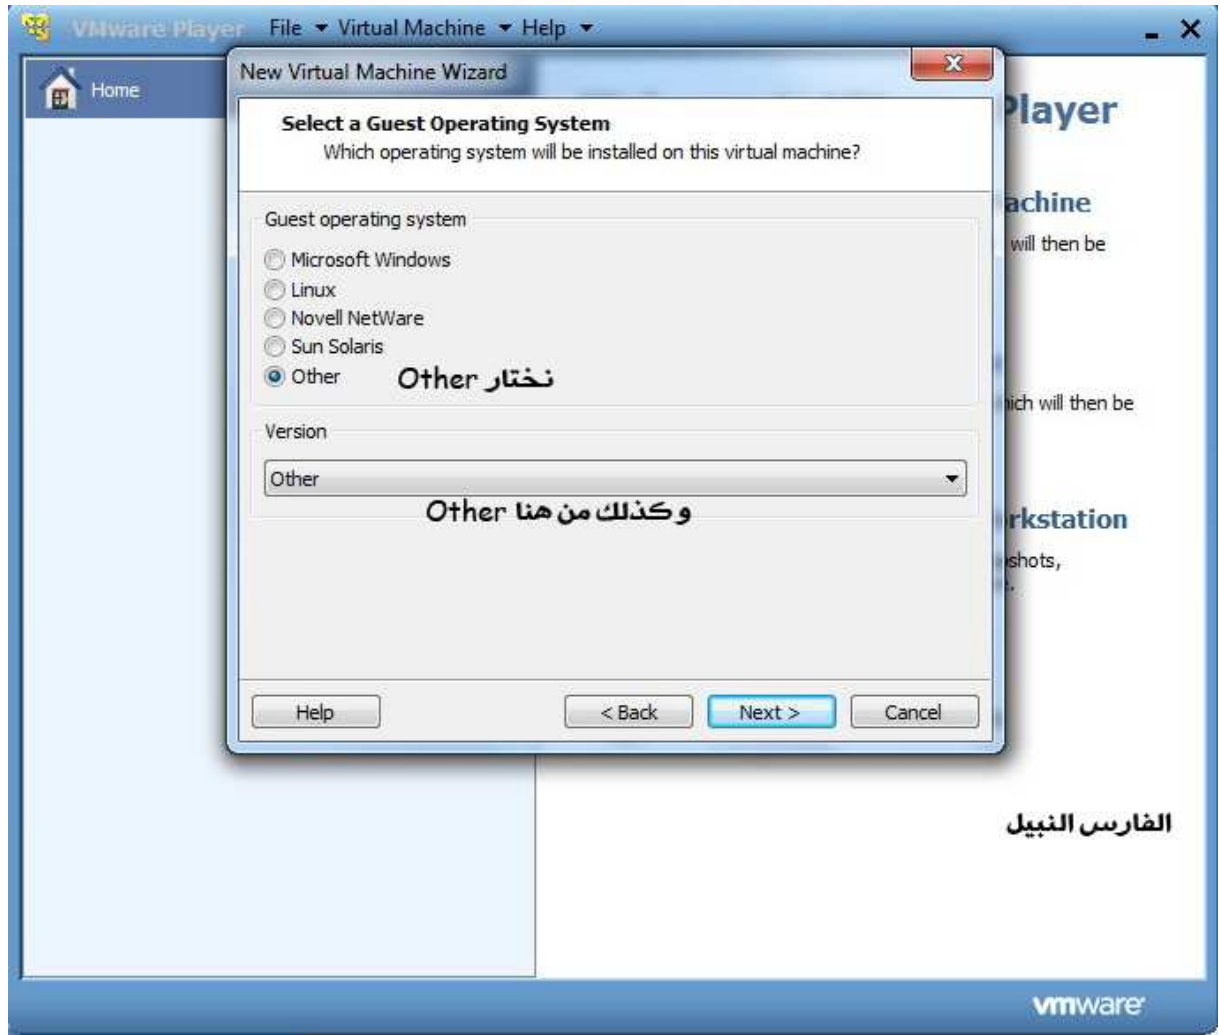 VMware Player File Virtual Machine Help
Home
New Virtual Machine Wizard
Player
Select a Guest Operating System
Which operating system will be installed on this virtual machine?
achine
will then be
Guest operating system
Microsoft Windows
Linux
Novell NetWare
Sun Solaris
Other
نختار Other
ich will then be
Version
Other
وكذلك من هنا Other
rkstation
shots,
Help
< Back
Next >
Cancel
الفارس النبيل
vmware